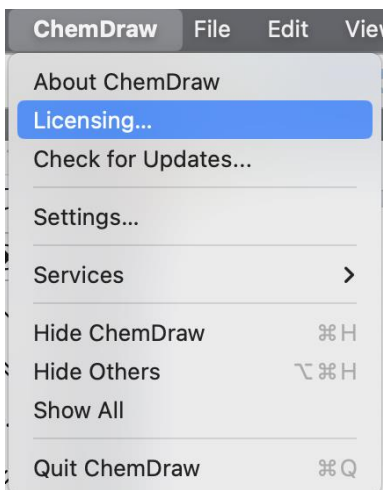 ChemDraw File Edit View
About ChemDraw
Licensing...
Check for Updates...
Settings...
Services
Hide ChemDraw ⌘H
Hide Others ⌥⌘H
Show All
Quit ChemDraw ⌘Q